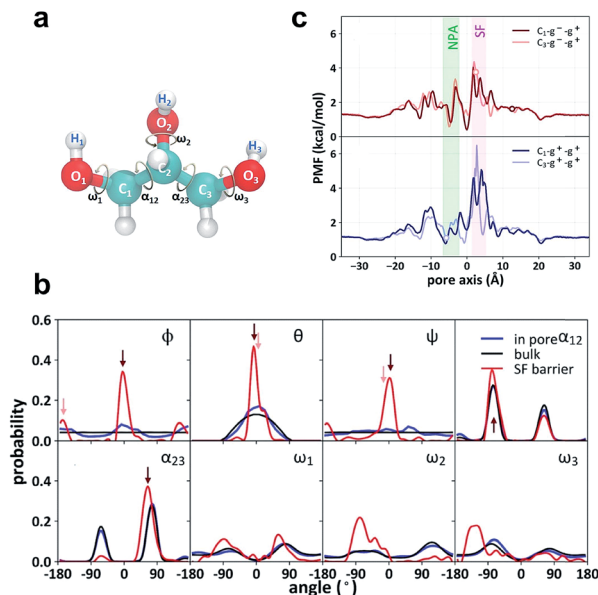 a
H₁
H₂
H₃
O₁
O₂
O₃
C₁
C₂
C₃
ω₁
ω₂
ω₃
α₁₂
α₂₃
c
NPA
SF
C₁-g⁻-g⁺
C₃-g⁻-g⁺
6
4
2
C₁-g⁺-g⁺
C₃-g⁺-g⁺
6
4
2
PMF (kcal/mol)
−30 −20 −10 0 10 20 30
pore axis (Å)
b
probability
0.6
0.4
0.2
0.0
ϕ
θ
ψ
α₁₂
in pore
bulk
SF barrier
0.4
0.2
0.0
α₂₃
ω₁
ω₂
ω₃
-180 -90 0 90 -180 -90 0 90 -180 -90 0 90 -180 -90 0 90 180
angle (°)